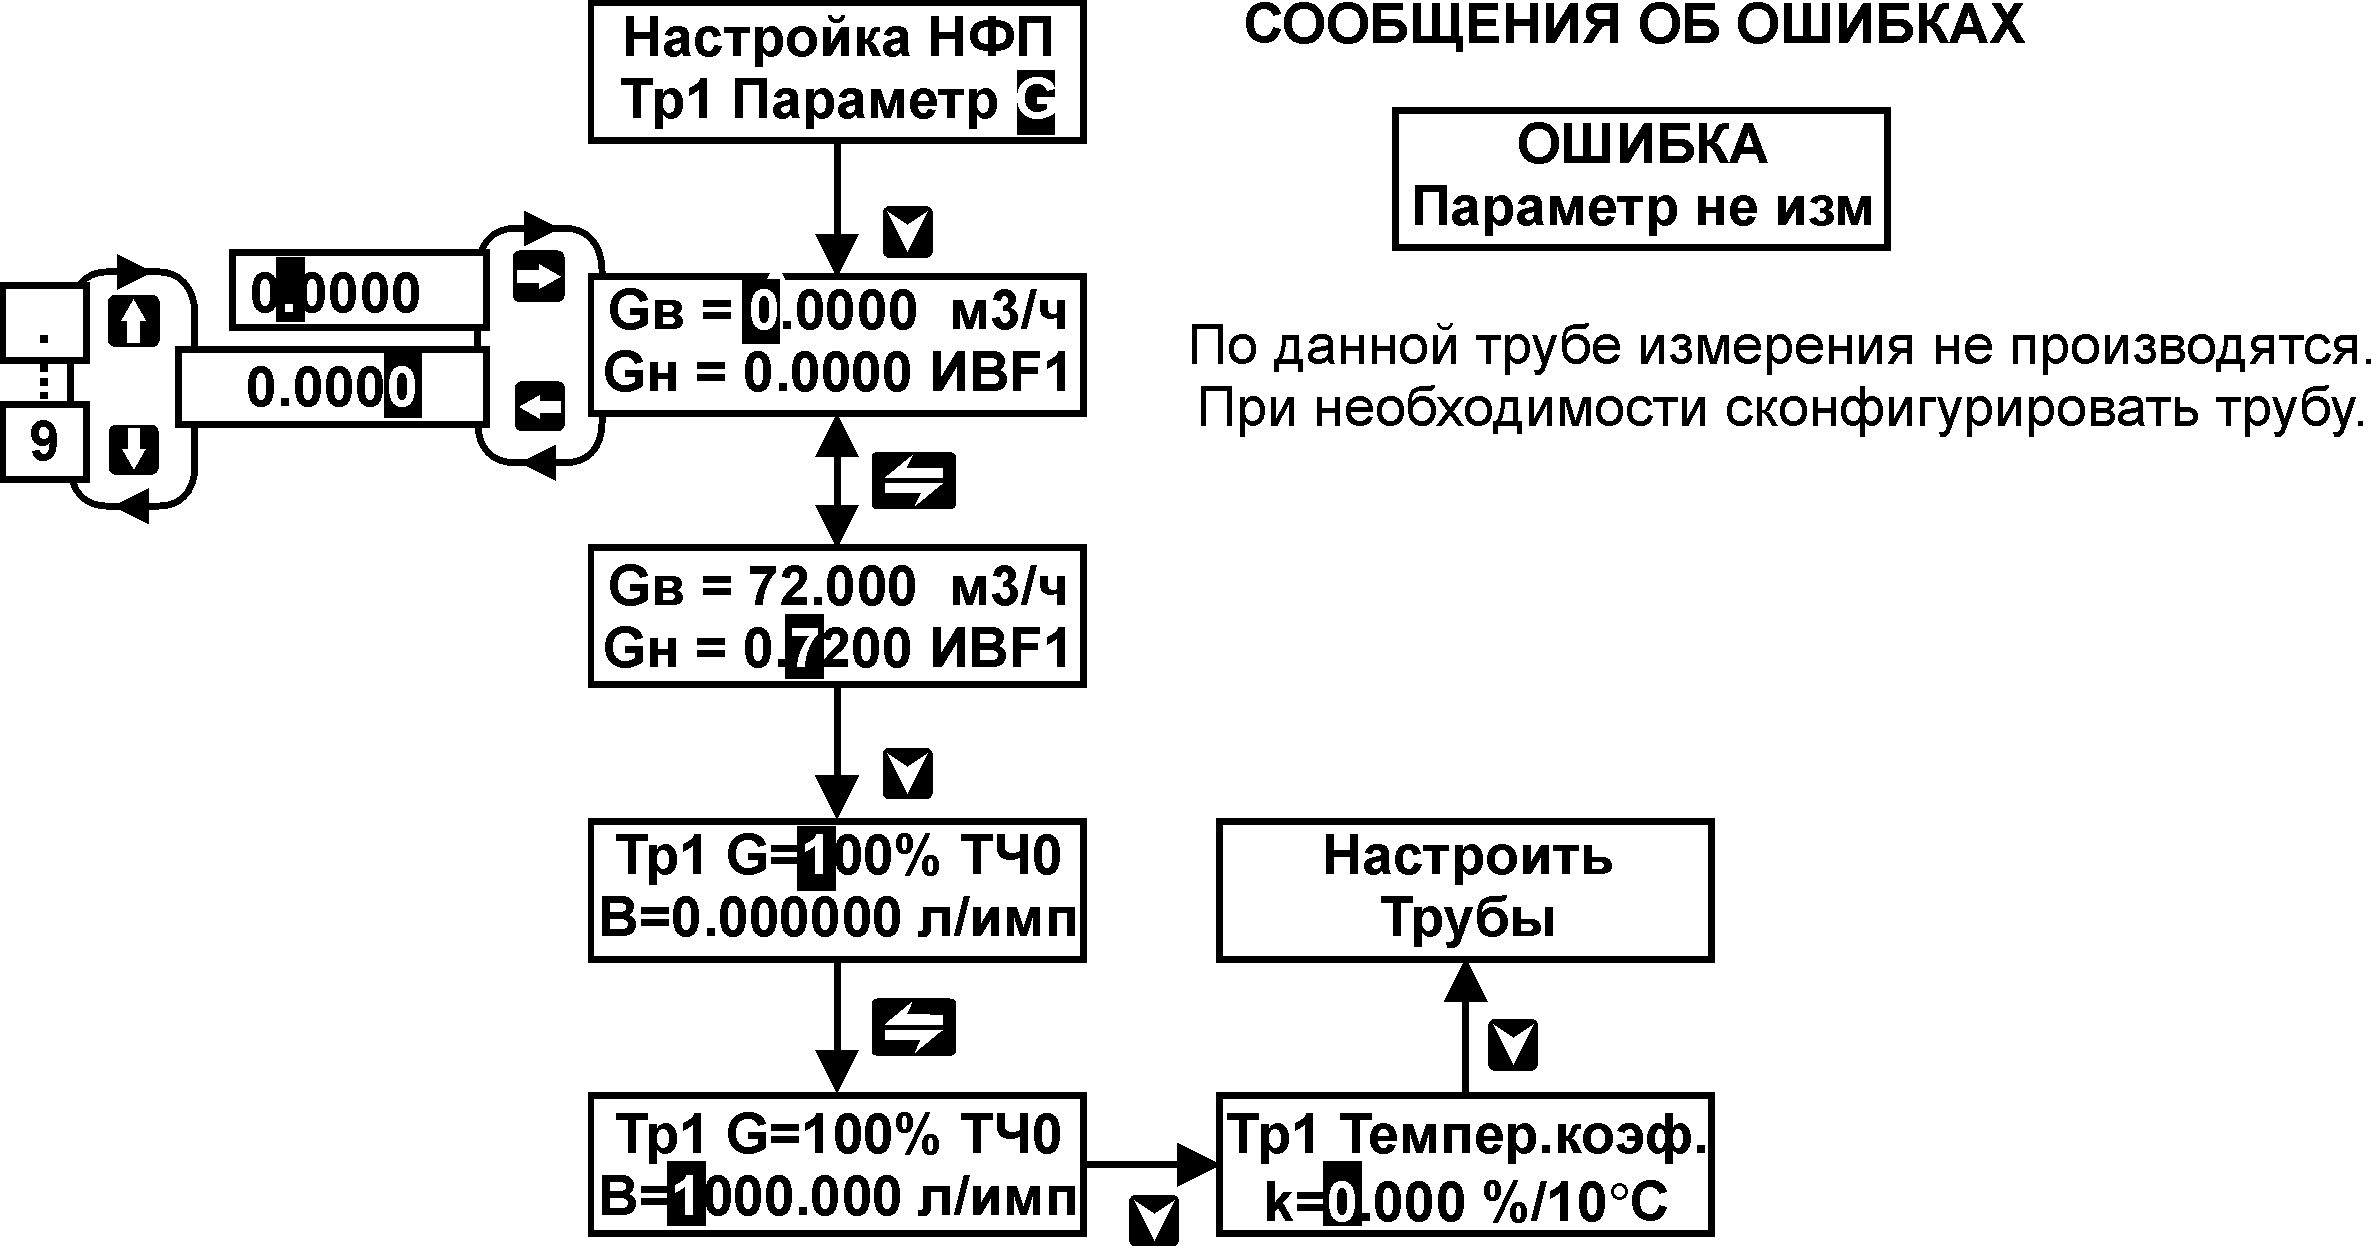 Настройка НФП
Тр1 Параметр G
СООБЩЕНИЯ ОБ ОШИБКАХ
ОШИБКА
Параметр не изм
По данной трубе измерения не производятся.
При необходимости сконфигурировать трубу.
0.0000
0.0000
.
9
Gв = 0.0000 м3/ч
Gн = 0.0000 ИВF1
Gв = 72.000 м3/ч
Gн = 0.7200 ИВF1
Тр1 G=100% ТЧ0
В=0.000000 л/имп
Тр1 G=100% ТЧ0
В=1000.000 л/имп
Настроить
Трубы
Тр1 Темпер.коэф.
k=0.000 %/10°С